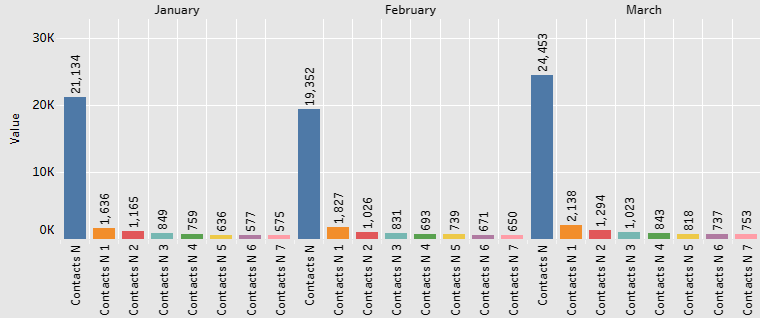 January February March
30K
20K
10K
0K
Value
21,134 1,636 1,165 849 759 636 577 575 19,352 1,827 1,026 831 693 739 671 650 24,453 2,138 1,294 1,023 843 818 737 753
Contacts N Contacts N 1 Contacts N 2 Contacts N 3 Contacts N 4 Contacts N 5 Contacts N 6 Contacts N 7 Contacts N Contacts N 1 Contacts N 2 Contacts N 3 Contacts N 4 Contacts N 5 Contacts N 6 Contacts N 7 Contacts N Contacts N 1 Contacts N 2 Contacts N 3 Contacts N 4 Contacts N 5 Contacts N 6 Contacts N 7